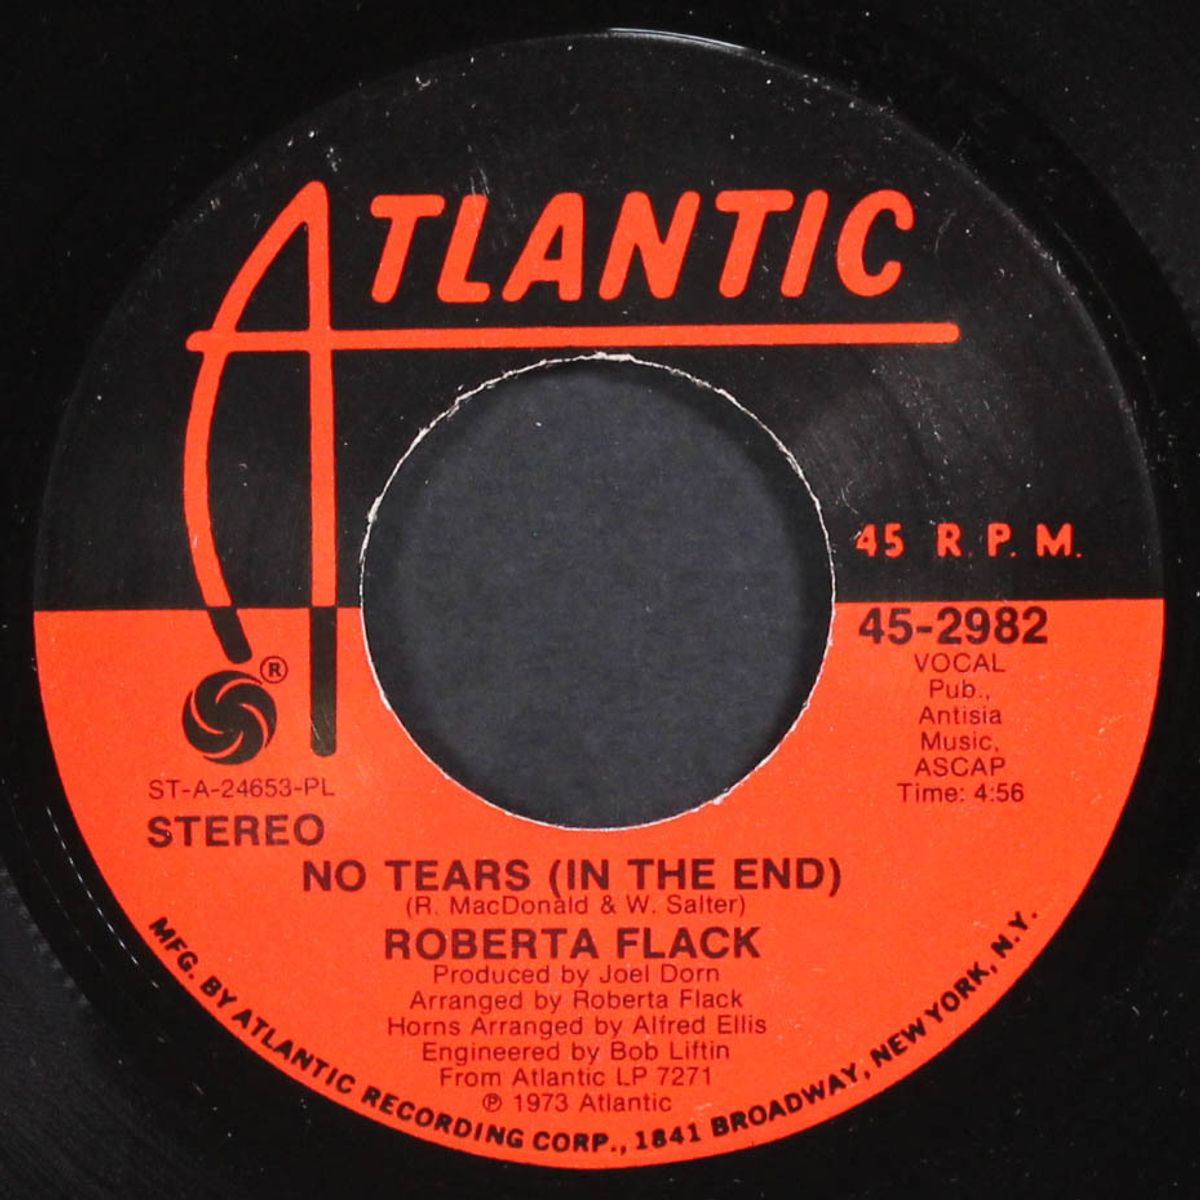 ATLANTIC
45 R.P.M.
45-2982
VOCAL
Pub.,
Antisia
Music,
ASCAP
Time: 4:56
®
ST-A-24653-PL
STEREO
NO TEARS (IN THE END)
(R. MacDonald & W. Salter)
ROBERTA FLACK
Produced by Joel Dorn
Arranged by Roberta Flack
Horns Arranged by Alfred Ellis
Engineered by Bob Liftin
From Atlantic LP 7271
℗ 1973 Atlantic
MFG. BY ATLANTIC RECORDING CORP., 1841 BROADWAY, NEW YORK, N.Y.